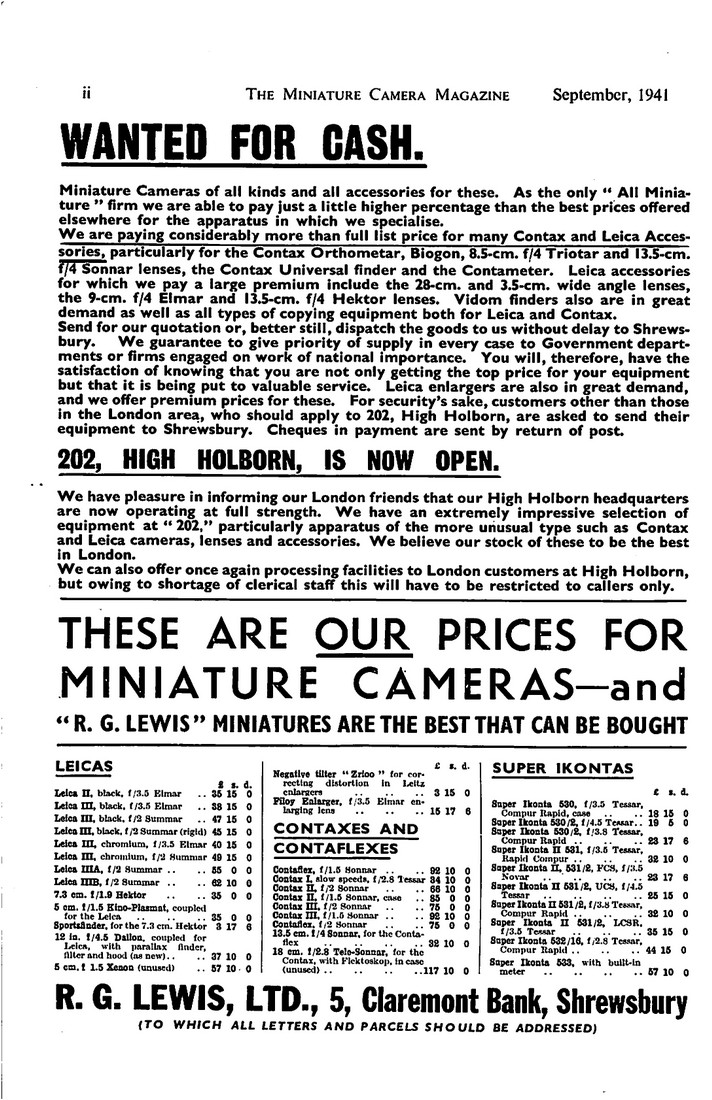 ii THE MINIATURE CAMERA MAGAZINE September, 1941
WANTED FOR CASH.
Miniature Cameras of all kinds and all accessories for these. As the only “ All Minia-
ture ” firm we are able to pay just a little higher percentage than the best prices offered
elsewhere for the apparatus in which we specialise.
We are paying considerably more than full list price for many Contax and Leica Acces-
sories, particularly for the Contax Orthometar, Biogon, 8.5-cm. f/4 Triotar and 13.5-cm.
f/4 Sonnar lenses, the Contax Universal finder and the Contameter. Leica accessories
for which we pay a large premium include the 28-cm. and 3.5-cm. wide angle lenses,
the 9-cm. f/4 Elmar and 13.5-cm. f/4 Hektor lenses. Vidom finders also are in great
demand as well as all types of copying equipment both for Leica and Contax.
Send for our quotation or, better still, dispatch the goods to us without delay to Shrews-
bury. We guarantee to give priority of supply in every case to Government depart-
ments or firms engaged on work of national importance. You will, therefore, have the
satisfaction of knowing that you are not only getting the top price for your equipment
but that it is being put to valuable service. Leica enlargers are also in great demand,
and we offer premium prices for these. For security's sake, customers other than those
in the London area, who should apply to 202, High Holborn, are asked to send their
equipment to Shrewsbury. Cheques in payment are sent by return of post.
202, HIGH HOLBORN, IS NOW OPEN.
We have pleasure in informing our London friends that our High Holborn headquarters
are now operating at full strength. We have an extremely impressive selection of
equipment at “ 202,” particularly apparatus of the more unusual type such as Contax
and Leica cameras, lenses and accessories. We believe our stock of these to be the best
in London.
We can also offer once again processing facilities to London customers at High Holborn,
but owing to shortage of clerical staff this will have to be restricted to callers only.
THESE ARE OUR PRICES FOR
MINIATURE CAMERAS—and
“ R. G. LEWIS ” MINIATURES ARE THE BEST THAT CAN BE BOUGHT
LEICAS
£ s. d.
Leica II, black, f/3.5 Elmar .. 35 15 0
Leica III, black, f/3.5 Elmar .. 38 15 0
Leica III, black, f/2 Summar .. 47 15 0
Leica III, black, f/2 Summar (rigid) 45 15 0
Leica III, chromium, f/3.5 Elmar 40 15 0
Leica III, chromium, f/2 Summar 49 15 0
Leica IIIA, f/2 Summar .. .. 55 0 0
Leica IIIB, f/2 Summar .. .. 62 10 0
7.3 cm. f/1.9 Hektor .. .. 35 0 0
5 cm. f/1.5 Kino-Plasmat, coupled
for the Leica .. .. .. 35 0 0
Sportsfinder, for the 7.3 cm. Hektor 3 17 6
12 in. f/4.5 Dallon, coupled for
Leica, with parallax finder,
filter and hood (as new) .. .. 37 10 0
5 cm. f 1.5 Xenon (unused) .. 57 10 0
£ s. d.
Negative tilter “ Zrloo ” for cor-
recting distortion in Leitz
enlargers .. .. .. 3 15 0
Filoy Enlarger, f/3.5 Elmar en-
larging lens .. .. .. 15 17 6
CONTAXES AND
CONTAFLEXES
Contaflex, f/1.5 Sonnar .. .. 92 10 0
Contax I, slow speeds, f/2.8 Tessar 34 10 0
Contax II, f/2 Sonnar .. .. 66 10 0
Contax II, f/1.5 Sonnar, case .. 85 0 0
Contax III, f/2 Sonnar .. .. 75 0 0
Contax III, f/1.5 Sonnar .. .. 92 10 0
Contaflex, f/2 Sonnar .. .. 75 0 0
13.5 cm. f/4 Sonnar, for the Conta-
flex .. .. .. .. 32 10 0
18 cm. f/2.8 Tele-Sonnar, for the
Contax, with Flektoskop, in case
(unused) .. .. .. .. 117 10 0
SUPER IKONTAS
£ s. d.
Super Ikonta 530, f/3.5 Tessar,
Compur Rapid, case .. .. 18 15 0
Super Ikonta 530/2, f/4.5 Tessar.. 19 5 0
Super Ikonta 530/2, f/3.8 Tessar,
Compur Rapid .. .. .. 23 17 6
Super Ikonta II 531, f/3.5 Tessar,
Rapid Compur .. .. .. 32 10 0
Super Ikonta II, 531/2, FCS, f/3.5
Novar .. .. .. .. 23 17 6
Super Ikonta II 531/2, UCS, f/4.5
Tessar .. .. .. .. 25 15 0
Super Ikonta II 531/2, f/3.8 Tessar,
Compur Rapid .. .. .. 32 10 0
Super Ikonta II 531/2, LCSR,
f/3.5 Tessar .. .. .. 35 15 0
Super Ikonta 532/16, f/2.8 Tessar,
Compur Rapid .. .. .. 44 15 0
Super Ikonta 533, with built-in
meter .. .. .. .. 57 10 0
R. G. LEWIS, LTD., 5, Claremont Bank, Shrewsbury
(TO WHICH ALL LETTERS AND PARCELS SHOULD BE ADDRESSED)